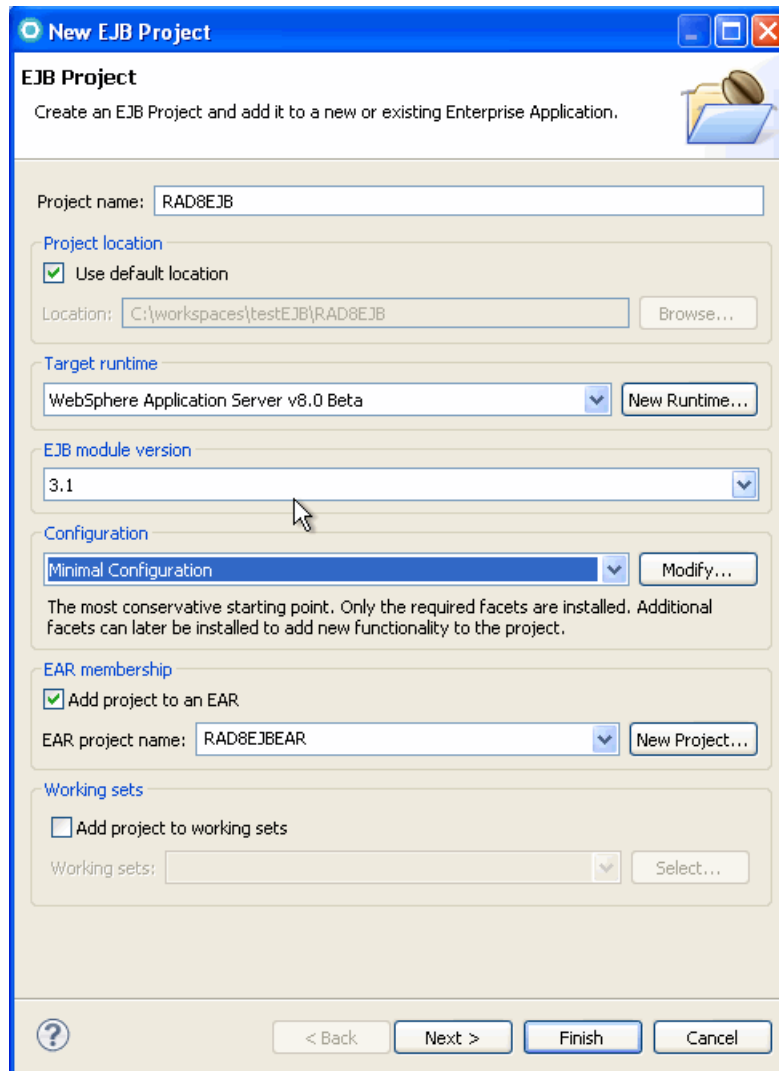 New EJB Project
EJB Project
Create an EJB Project and add it to a new or existing Enterprise Application.
Project name: RAD8EJB
Project location
Use default location
Location: C:\workspaces\testEJB\RAD8EJB Browse...
Target runtime
WebSphere Application Server v8.0 Beta New Runtime...
EJB module version
3.1
Configuration
Minimal Configuration Modify...
The most conservative starting point. Only the required facets are installed. Additional
facets can later be installed to add new functionality to the project.
EAR membership
Add project to an EAR
EAR project name: RAD8EJBEAR New Project...
Working sets
Add project to working sets
Working sets: Select...
? < Back Next > Finish Cancel